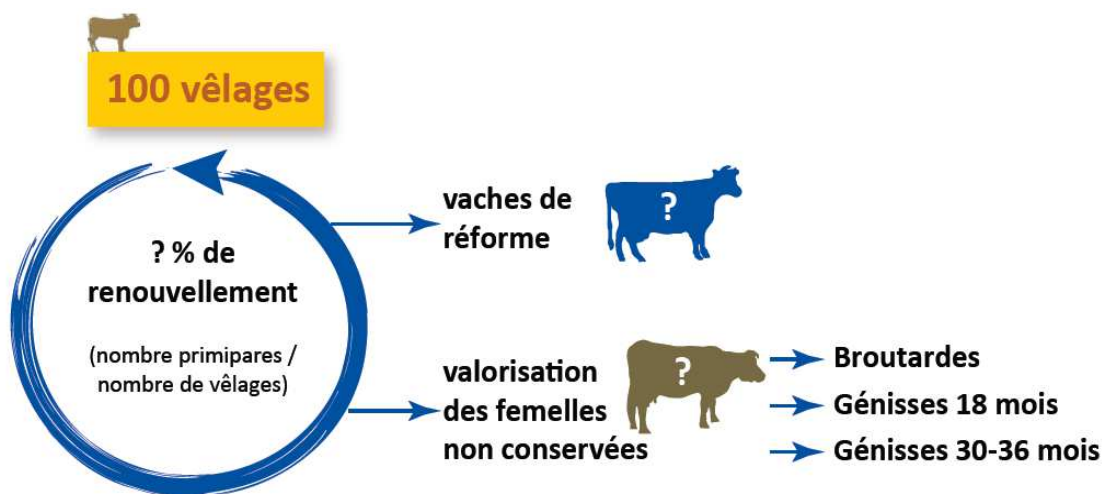 100 vêlages
? % de
renouvellement
(nombre primipares /
nombre de vêlages)
vaches de
réforme
?
valorisation
des femelles
non conservées
?
Broutardes
Génisses 18 mois
Génisses 30-36 mois